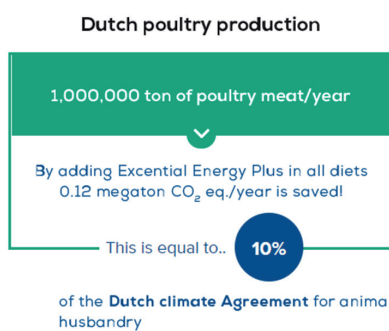 Dutch poultry production
1,000,000 ton of poultry meat/year
By adding Excential Energy Plus in all diets
0.12 megaton CO₂ eq./year is saved!
This is equal to.. 10%
of the Dutch climate Agreement for anima
husbandry